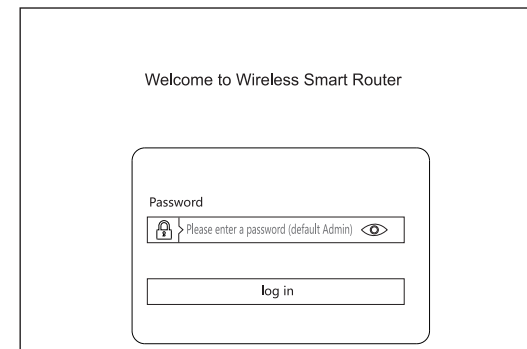 Welcome to Wireless Smart Router
Password
Please enter a password (default Admin)
log in